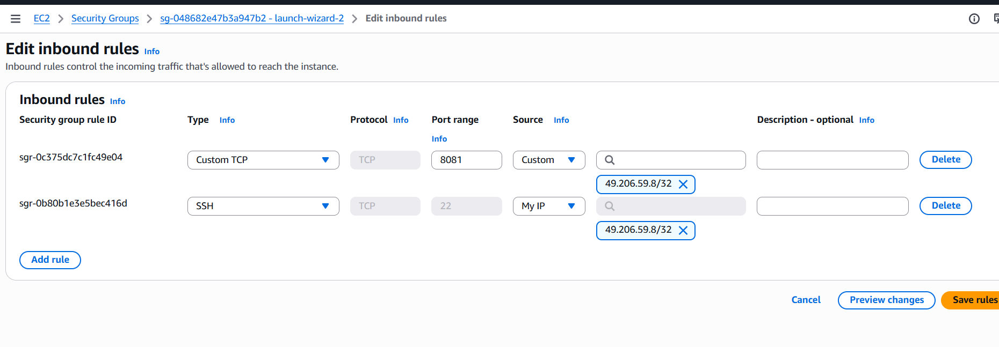 EC2 > Security Groups > sg-048682e47b3a947b2 - launch-wizard-2 > Edit inbound rules
Edit inbound rules Info
Inbound rules control the incoming traffic that's allowed to reach the instance.
Inbound rules Info
Security group rule ID Type Info Protocol Info Port range Source Info Description - optional Info
Info
sgr-0c375dc7c1fc49e04 Custom TCP TCP 8081 Custom Delete
49.206.59.8/32
sgr-0b80b1e3e5bec416d SSH TCP 22 My IP Delete
49.206.59.8/32
Add rule
Cancel Preview changes Save rules